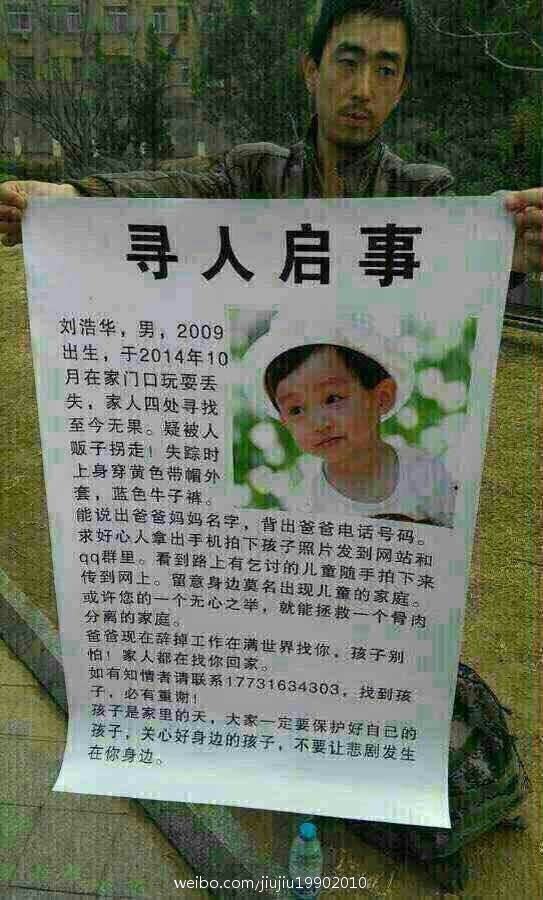 寻人启事
刘浩华，男，2009
出生，于2014年10
月在家门口玩耍丢
失，家人四处寻找
至今无果。疑被人
贩子拐走！失踪时
上身穿黄色带帽外
套，蓝色牛子裤。
能说出爸爸妈妈名字，背出爸爸电话号码。
求好心人拿出手机拍下孩子照片发到网站和
qq群里。看到路上有乞讨的儿童随手拍下来
传到网上。留意身边莫名出现儿童的家庭。
或许您的一个无心之举，就能拯救一个骨肉
分离的家庭。
爸爸现在辞掉工作在满世界找你，孩子别
怕！家人都在找你回家。
如有知情者请联系17731634303，找到孩
子，必有重谢！
孩子是家里的天，大家一定要保护好自己的
孩子，关心好身边的孩子，不要让悲剧发生
在你身边。
weibo.com/jiujiu19902010